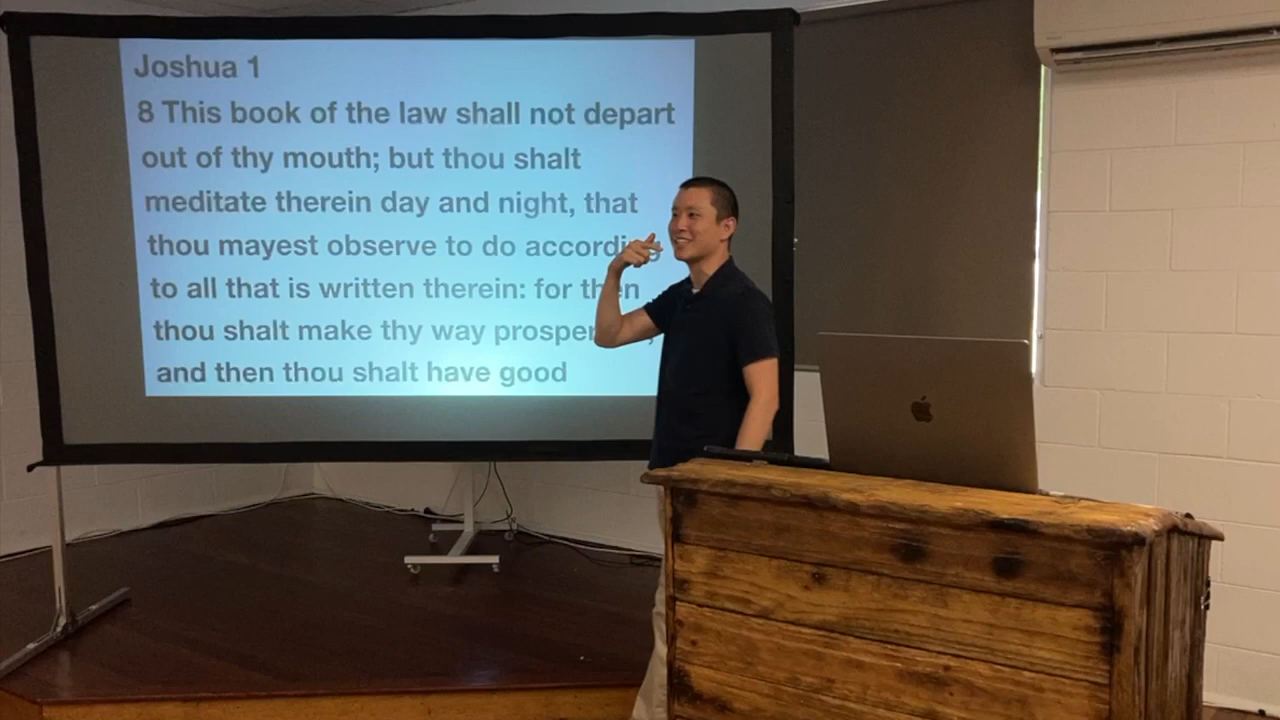 Joshua 1
8 This book of the law shall not depart
out of thy mouth; but thou shalt
meditate therein day and night, that
thou mayest observe to do according
to all that is written therein: for then
thou shalt make thy way prosper
and then thou shalt have good